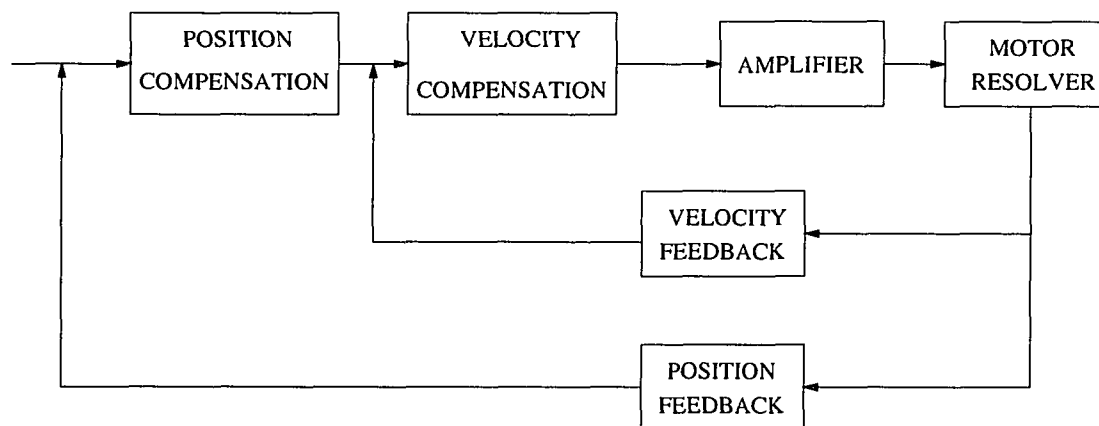 POSITION
COMPENSATION
VELOCITY
COMPENSATION
AMPLIFIER
MOTOR
RESOLVER
VELOCITY
FEEDBACK
POSITION
FEEDBACK